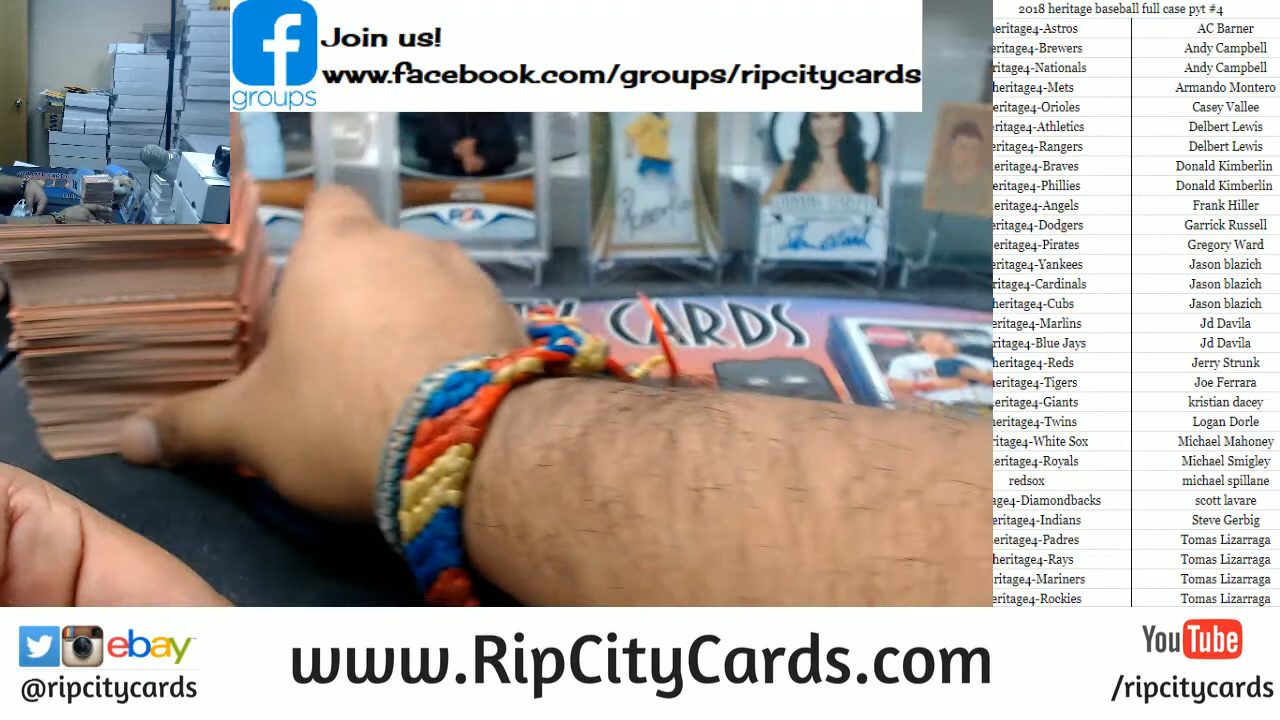 Join us!
www.facebook.com/groups/ripcitycards
f
groups
PSA
CARDS
2018 heritage baseball full case pyt #4
eritage4-Astros AC Barner
eritage4-Brewers Andy Campbell
ritage4-Nationals Andy Campbell
heritage4-Mets Armando Montero
eritage4-Orioles Casey Vallee
eritage4-Athletics Delbert Lewis
eritage4-Rangers Delbert Lewis
eritage4-Braves Donald Kimberlin
eritage4-Phillies Donald Kimberlin
eritage4-Angels Frank Hiller
eritage4-Dodgers Garrick Russell
eritage4-Pirates Gregory Ward
eritage4-Yankees Jason blazich
ritage4-Cardinals Jason blazich
heritage4-Cubs Jason blazich
eritage4-Marlins Jd Davila
eritage4-Blue Jays Jd Davila
heritage4-Reds Jerry Strunk
eritage4-Tigers Joe Ferrara
eritage4-Giants kristian dacey
eritage4-Twins Logan Dorle
ritage4-White Sox Michael Mahoney
eritage4-Royals Michael Smigley
redsox michael spillane
age4-Diamondbacks scott lavare
eritage4-Indians Steve Gerbig
eritage4-Padres Tomas Lizarraga
heritage4-Rays Tomas Lizarraga
ritage4-Mariners Tomas Lizarraga
eritage4-Rockies Tomas Lizarraga
ebay
@ripcitycards
www.RipCityCards.com
YouTube
/ripcitycards